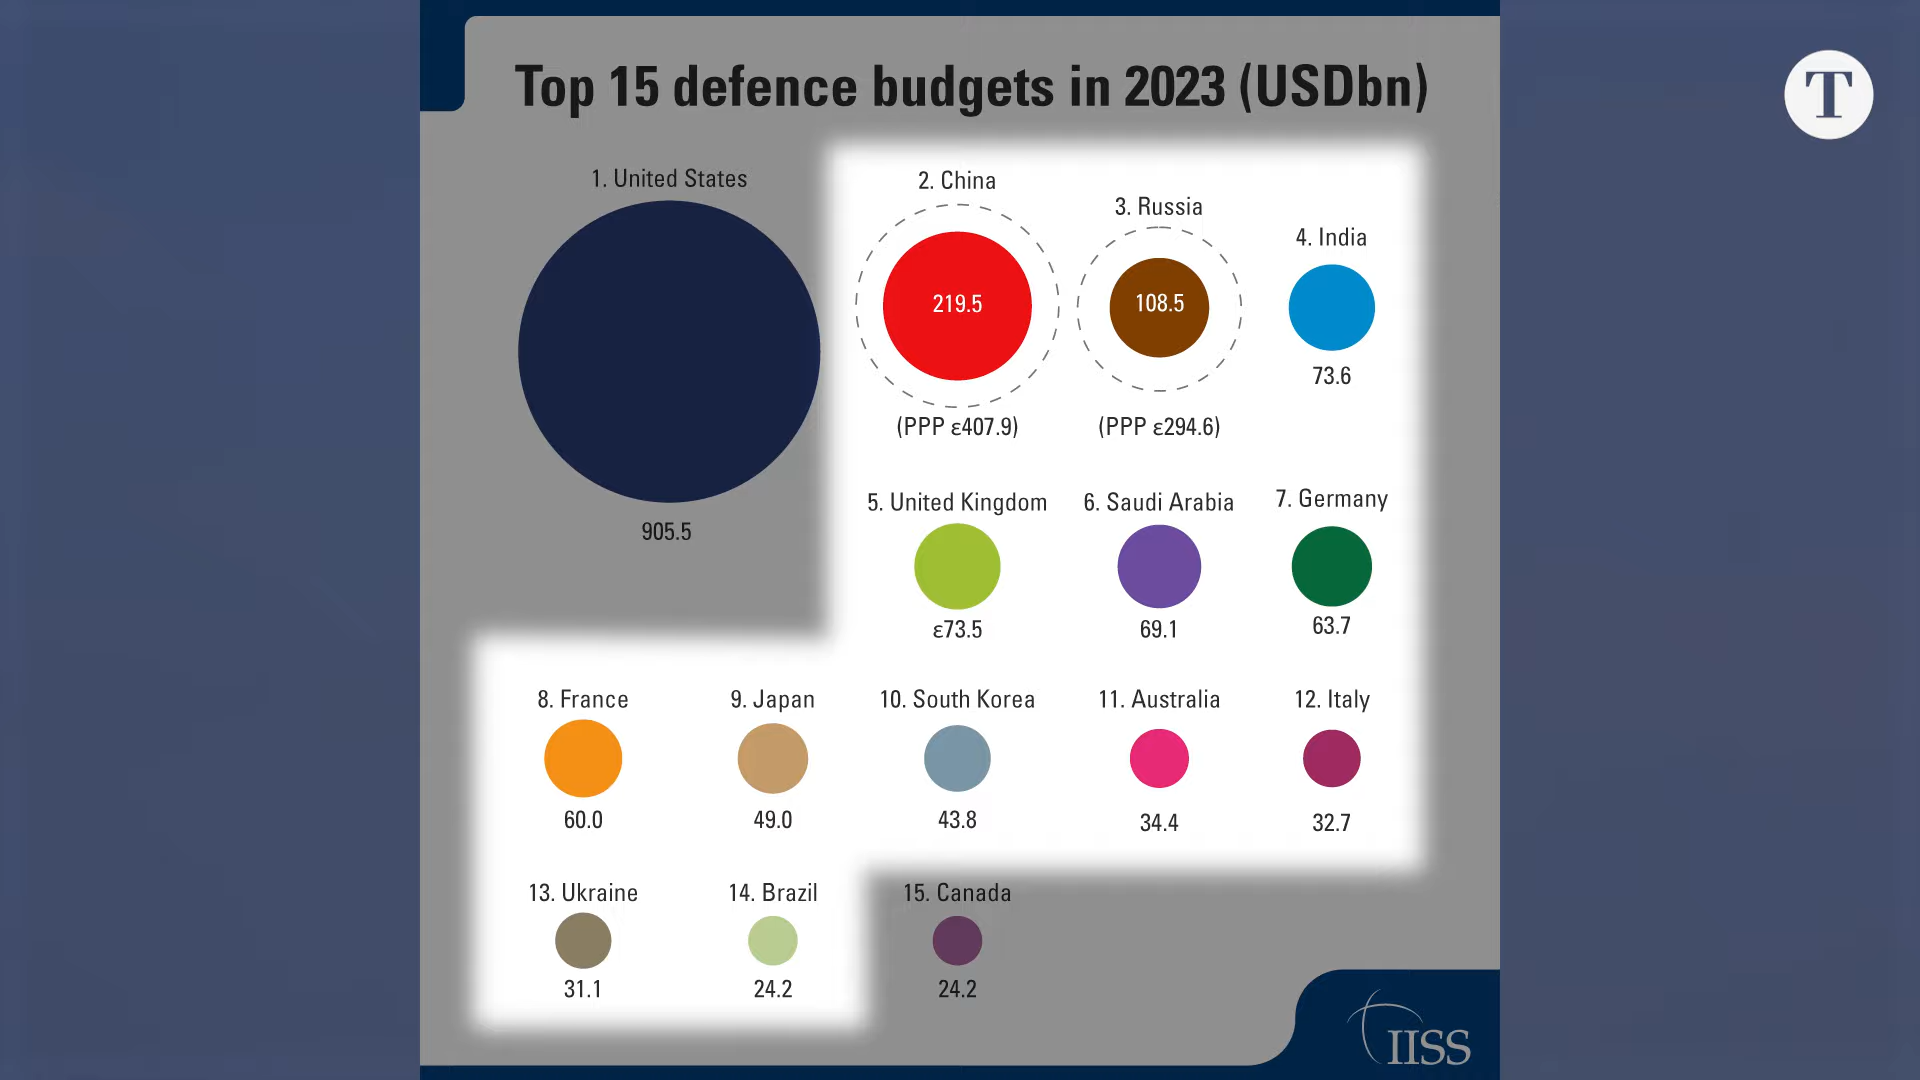 Top 15 defence budgets in 2023 (USDbn)
T
1. United States
905.5
2. China
219.5
(PPP ε407.9)
3. Russia
108.5
(PPP ε294.6)
4. India
73.6
5. United Kingdom
ε73.5
6. Saudi Arabia
69.1
7. Germany
63.7
8. France
60.0
9. Japan
49.0
10. South Korea
43.8
11. Australia
34.4
12. Italy
32.7
13. Ukraine
31.1
14. Brazil
24.2
15. Canada
24.2
IISS